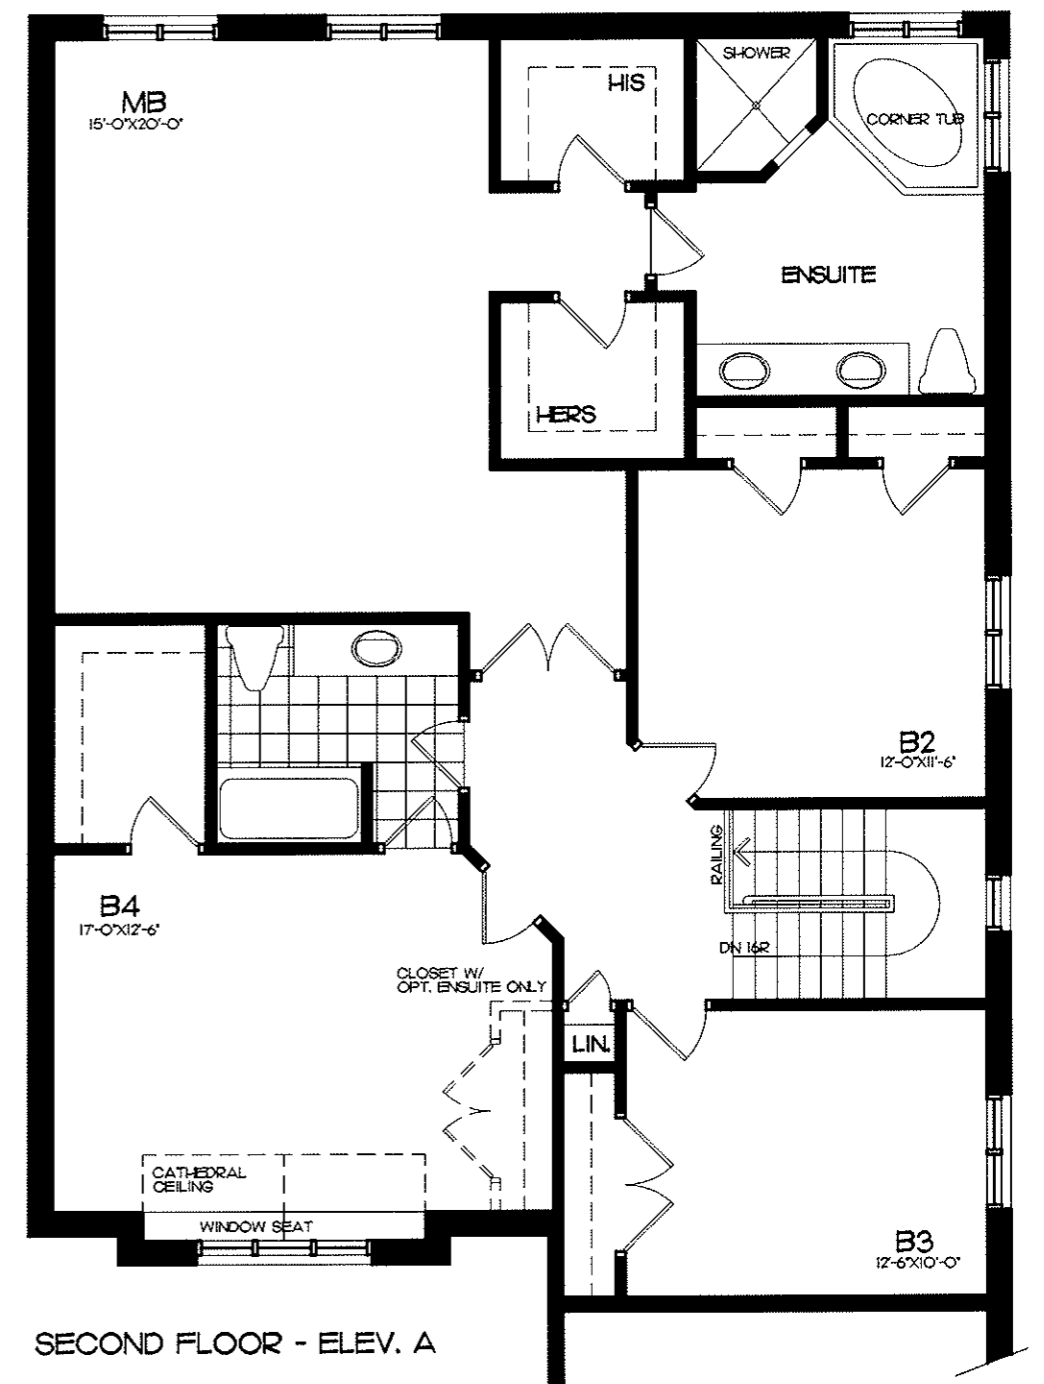 SHOWER
HIS
MB
15'-0"X20'-0"
CORNER TUB
ENSUITE
HERS
B2
12'-0"X11'-6"
RAILING
B4
17'-0"X12'-6"
DN 16R
CLOSET W/
OPT. ENSUITE ONLY
LIN.
CATHEDRAL
CEILING
WINDOW SEAT
B3
12'-6"X10'-0"
SECOND FLOOR - ELEV. A